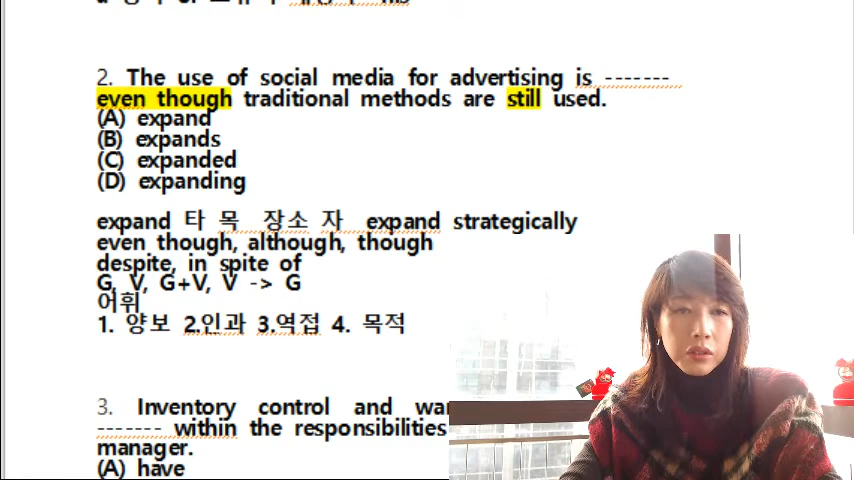 2. The use of social media for advertising is -------
even though traditional methods are still used.
(A) expand
(B) expands
(C) expanded
(D) expanding
expand 타 목 장소 자 expand strategically
even though, although, though
despite, in spite of
G, V, G+V, V -> G
어휘
1. 양보 2.인과 3.역접 4. 목적
3. Inventory control and
------- within the responsibilities
manager.
(A) have